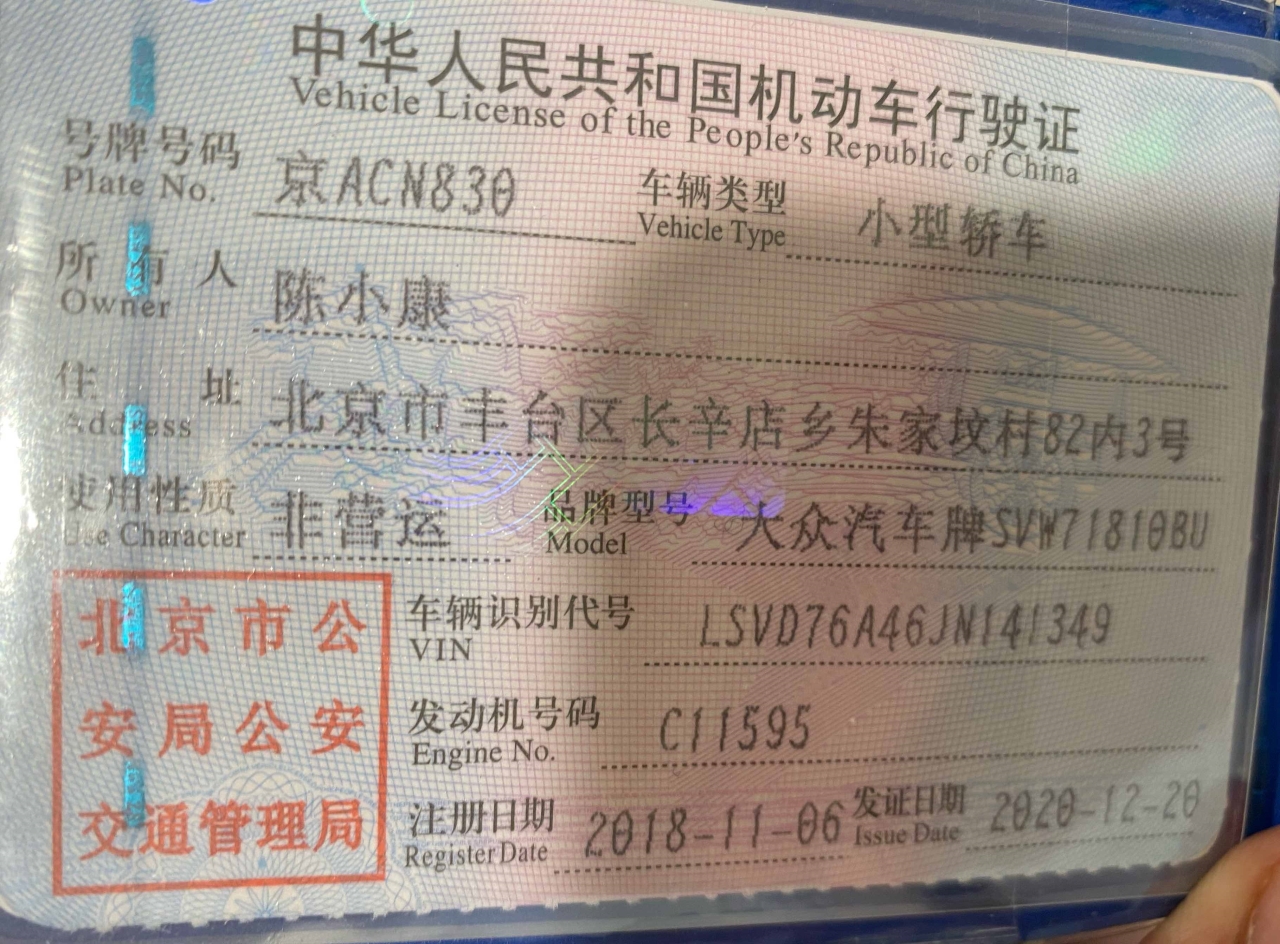 中华人民共和国机动车行驶证
Vehicle License of the People's Republic of China
号牌号码 京ACN830 车辆类型 小型轿车
Plate No. Vehicle Type
所有人 陈小康
Owner
住址 北京市丰台区长辛店乡朱家坟村82内3号
Address
使用性质 非营运 品牌型号 大众汽车牌SVW71810BU
Use Character Model
北京市公
安局公安
交通管理局
车辆识别代号 LSVD76A46JN141349
VIN
发动机号码 C11595
Engine No.
注册日期 2018-11-06 发证日期 2020-12-20
Register Date Issue Date